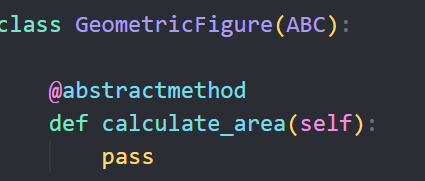 class GeometricFigure(ABC):
@abstractmethod
def calculate_area(self):
pass